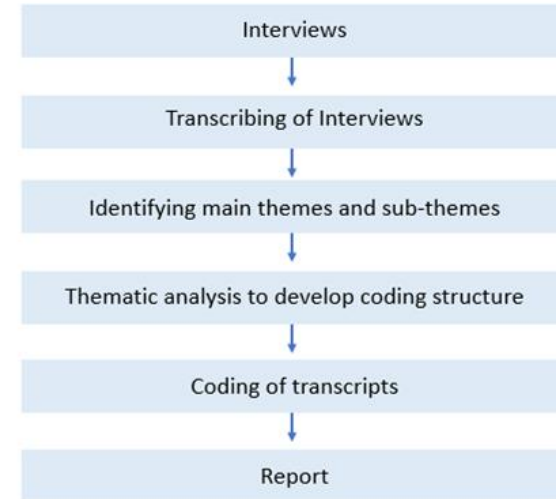 Interviews
Transcribing of Interviews
Identifying main themes and sub-themes
Thematic analysis to develop coding structure
Coding of transcripts
Report